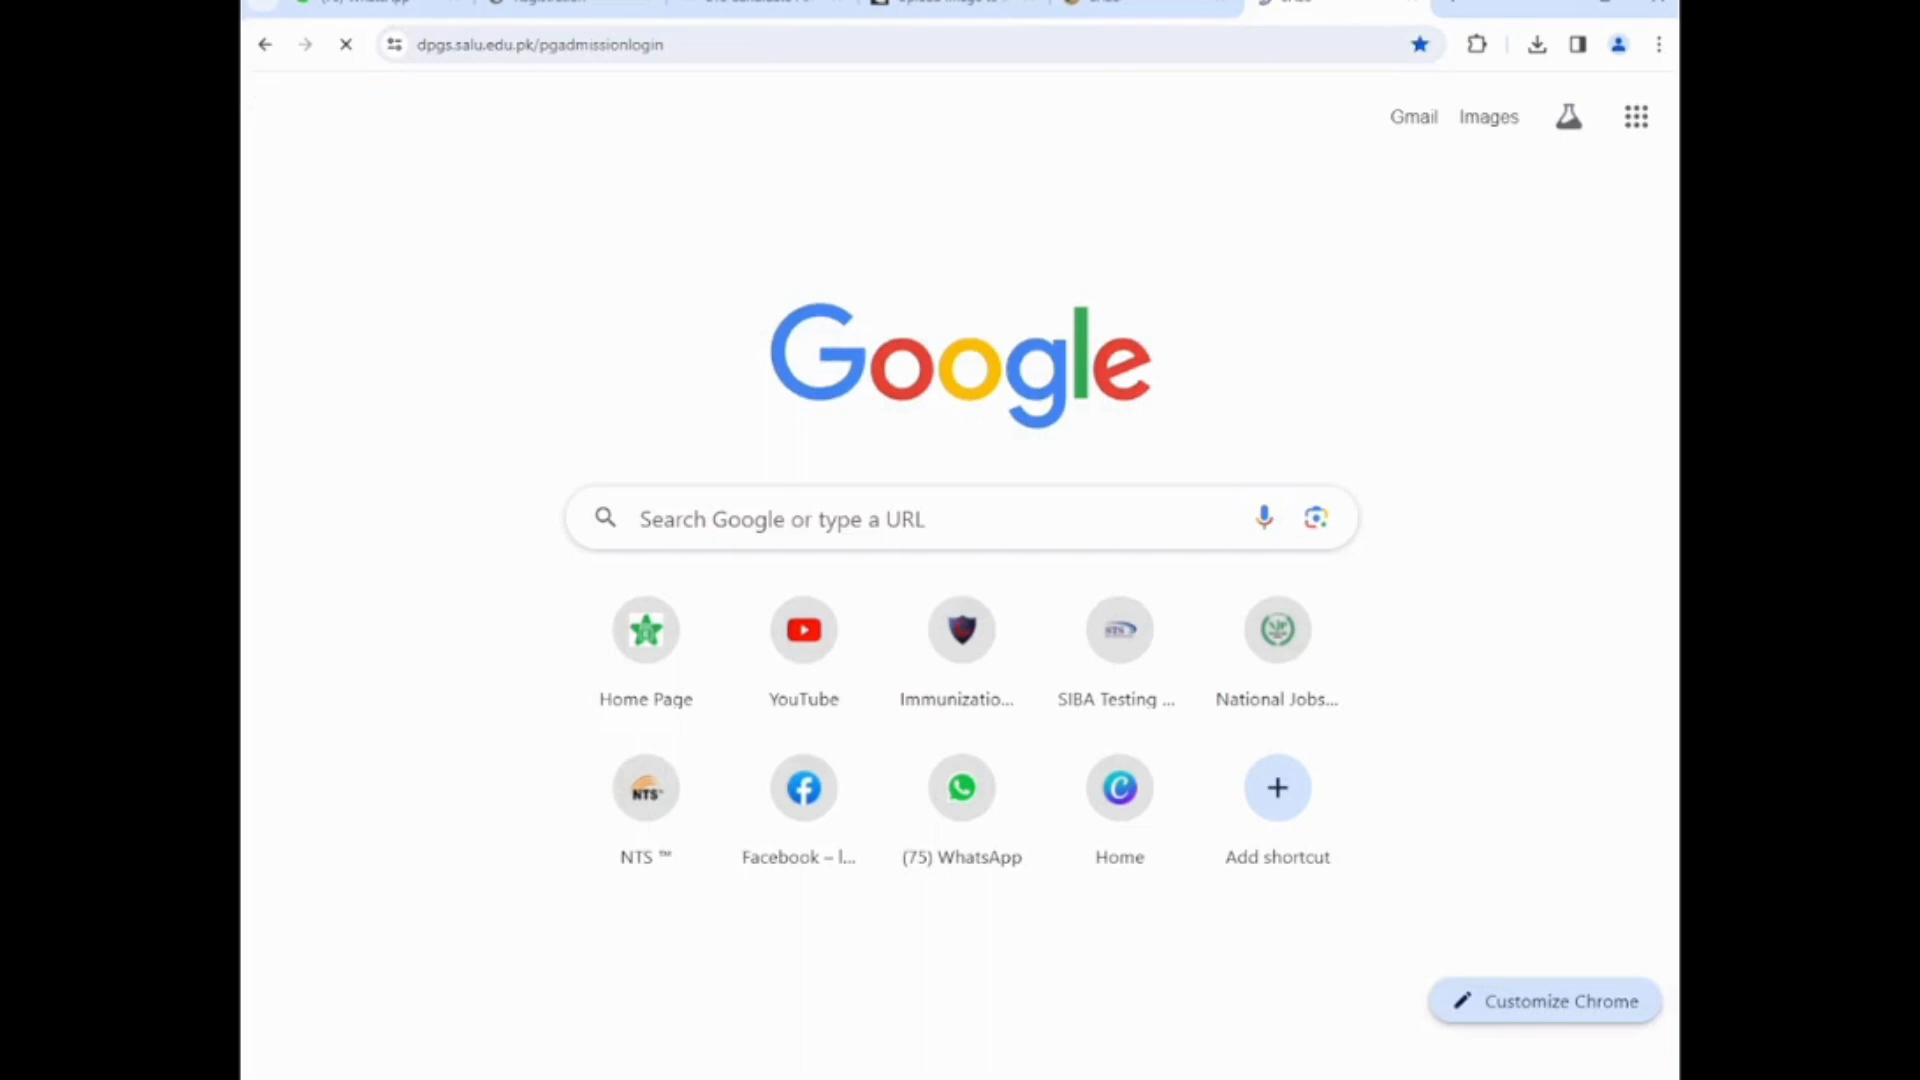 dpgs.salu.edu.pk/pgadmissionlogin
Gmail Images
Google
Search Google or type a URL
Home Page YouTube Immunizatio... SIBA Testing ... National Jobs...
NTS
NTS ™ Facebook – l... (75) WhatsApp Home Add shortcut
Customize Chrome